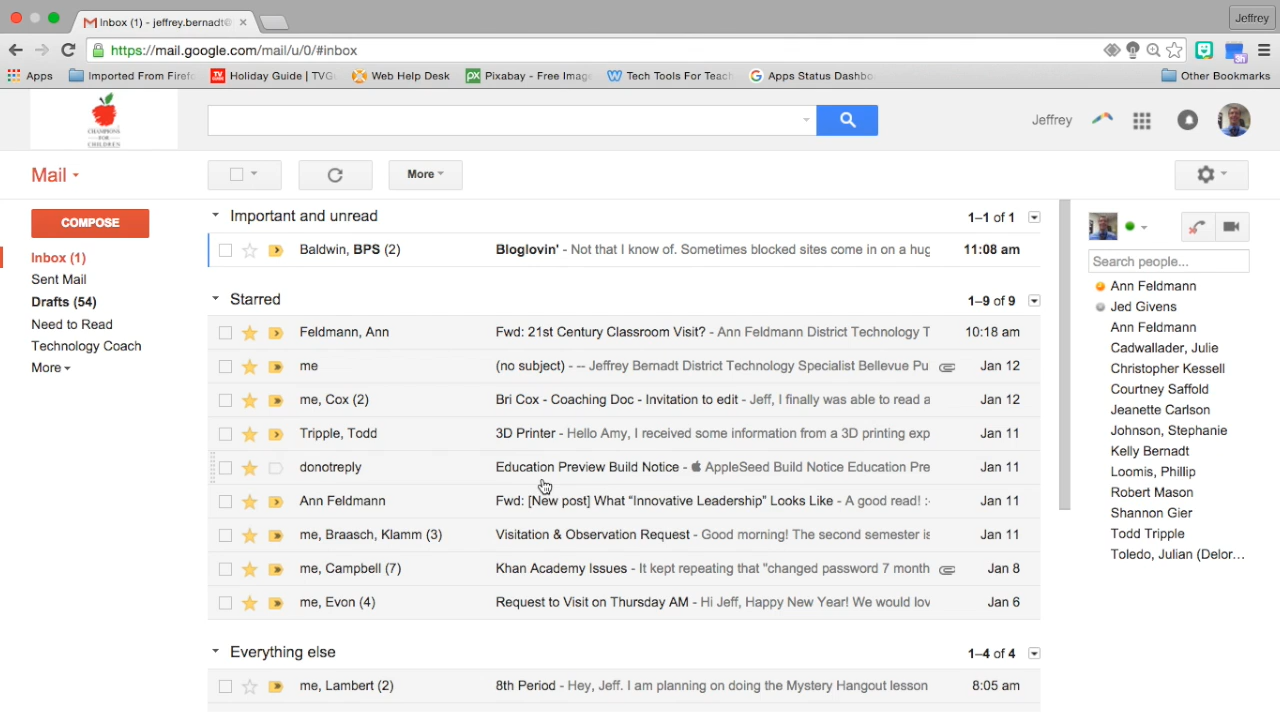 Inbox (1) - jeffrey.bernadt@
Jeffrey
https://mail.google.com/mail/u/0/#inbox
Apps
Imported From Firefo
Holiday Guide | TVGu
Web Help Desk
Pixabay - Free Imag
Tech Tools For Teach
Apps Status Dashbo
Other Bookmarks
CHAMPIONS
FOR
CHILDREN
Jeffrey
Mail
More
COMPOSE
Inbox (1)
Sent Mail
Drafts (54)
Need to Read
Technology Coach
More
Important and unread 1–1 of 1
Baldwin, BPS (2) Bloglovin' - Not that I know of. Sometimes blocked sites come in on a hug 11:08 am
Starred 1–9 of 9
Feldmann, Ann Fwd: 21st Century Classroom Visit? - Ann Feldmann District Technology T 10:18 am
me (no subject) - -- Jeffrey Bernadt District Technology Specialist Bellevue Pu Jan 12
me, Cox (2) Bri Cox - Coaching Doc - Invitation to edit - Jeff, I finally was able to read a Jan 12
Tripple, Todd 3D Printer - Hello Amy, I received some information from a 3D printing exp Jan 11
donotreply Education Preview Build Notice - AppleSeed Build Notice Education Pre Jan 11
Ann Feldmann Fwd: [New post] What “Innovative Leadership” Looks Like - A good read! :- Jan 11
me, Braasch, Klamm (3) Visitation & Observation Request - Good morning! The second semester is Jan 11
me, Campbell (7) Khan Academy Issues - It kept repeating that "changed password 7 month Jan 8
me, Evon (4) Request to Visit on Thursday AM - Hi Jeff, Happy New Year! We would lov Jan 6
Everything else 1–4 of 4
me, Lambert (2) 8th Period - Hey, Jeff. I am planning on doing the Mystery Hangout lesson 8:05 am
Search people...
Ann Feldmann
Jed Givens
Ann Feldmann
Cadwallader, Julie
Christopher Kessell
Courtney Saffold
Jeanette Carlson
Johnson, Stephanie
Kelly Bernadt
Loomis, Phillip
Robert Mason
Shannon Gier
Todd Tripple
Toledo, Julian (Delor...